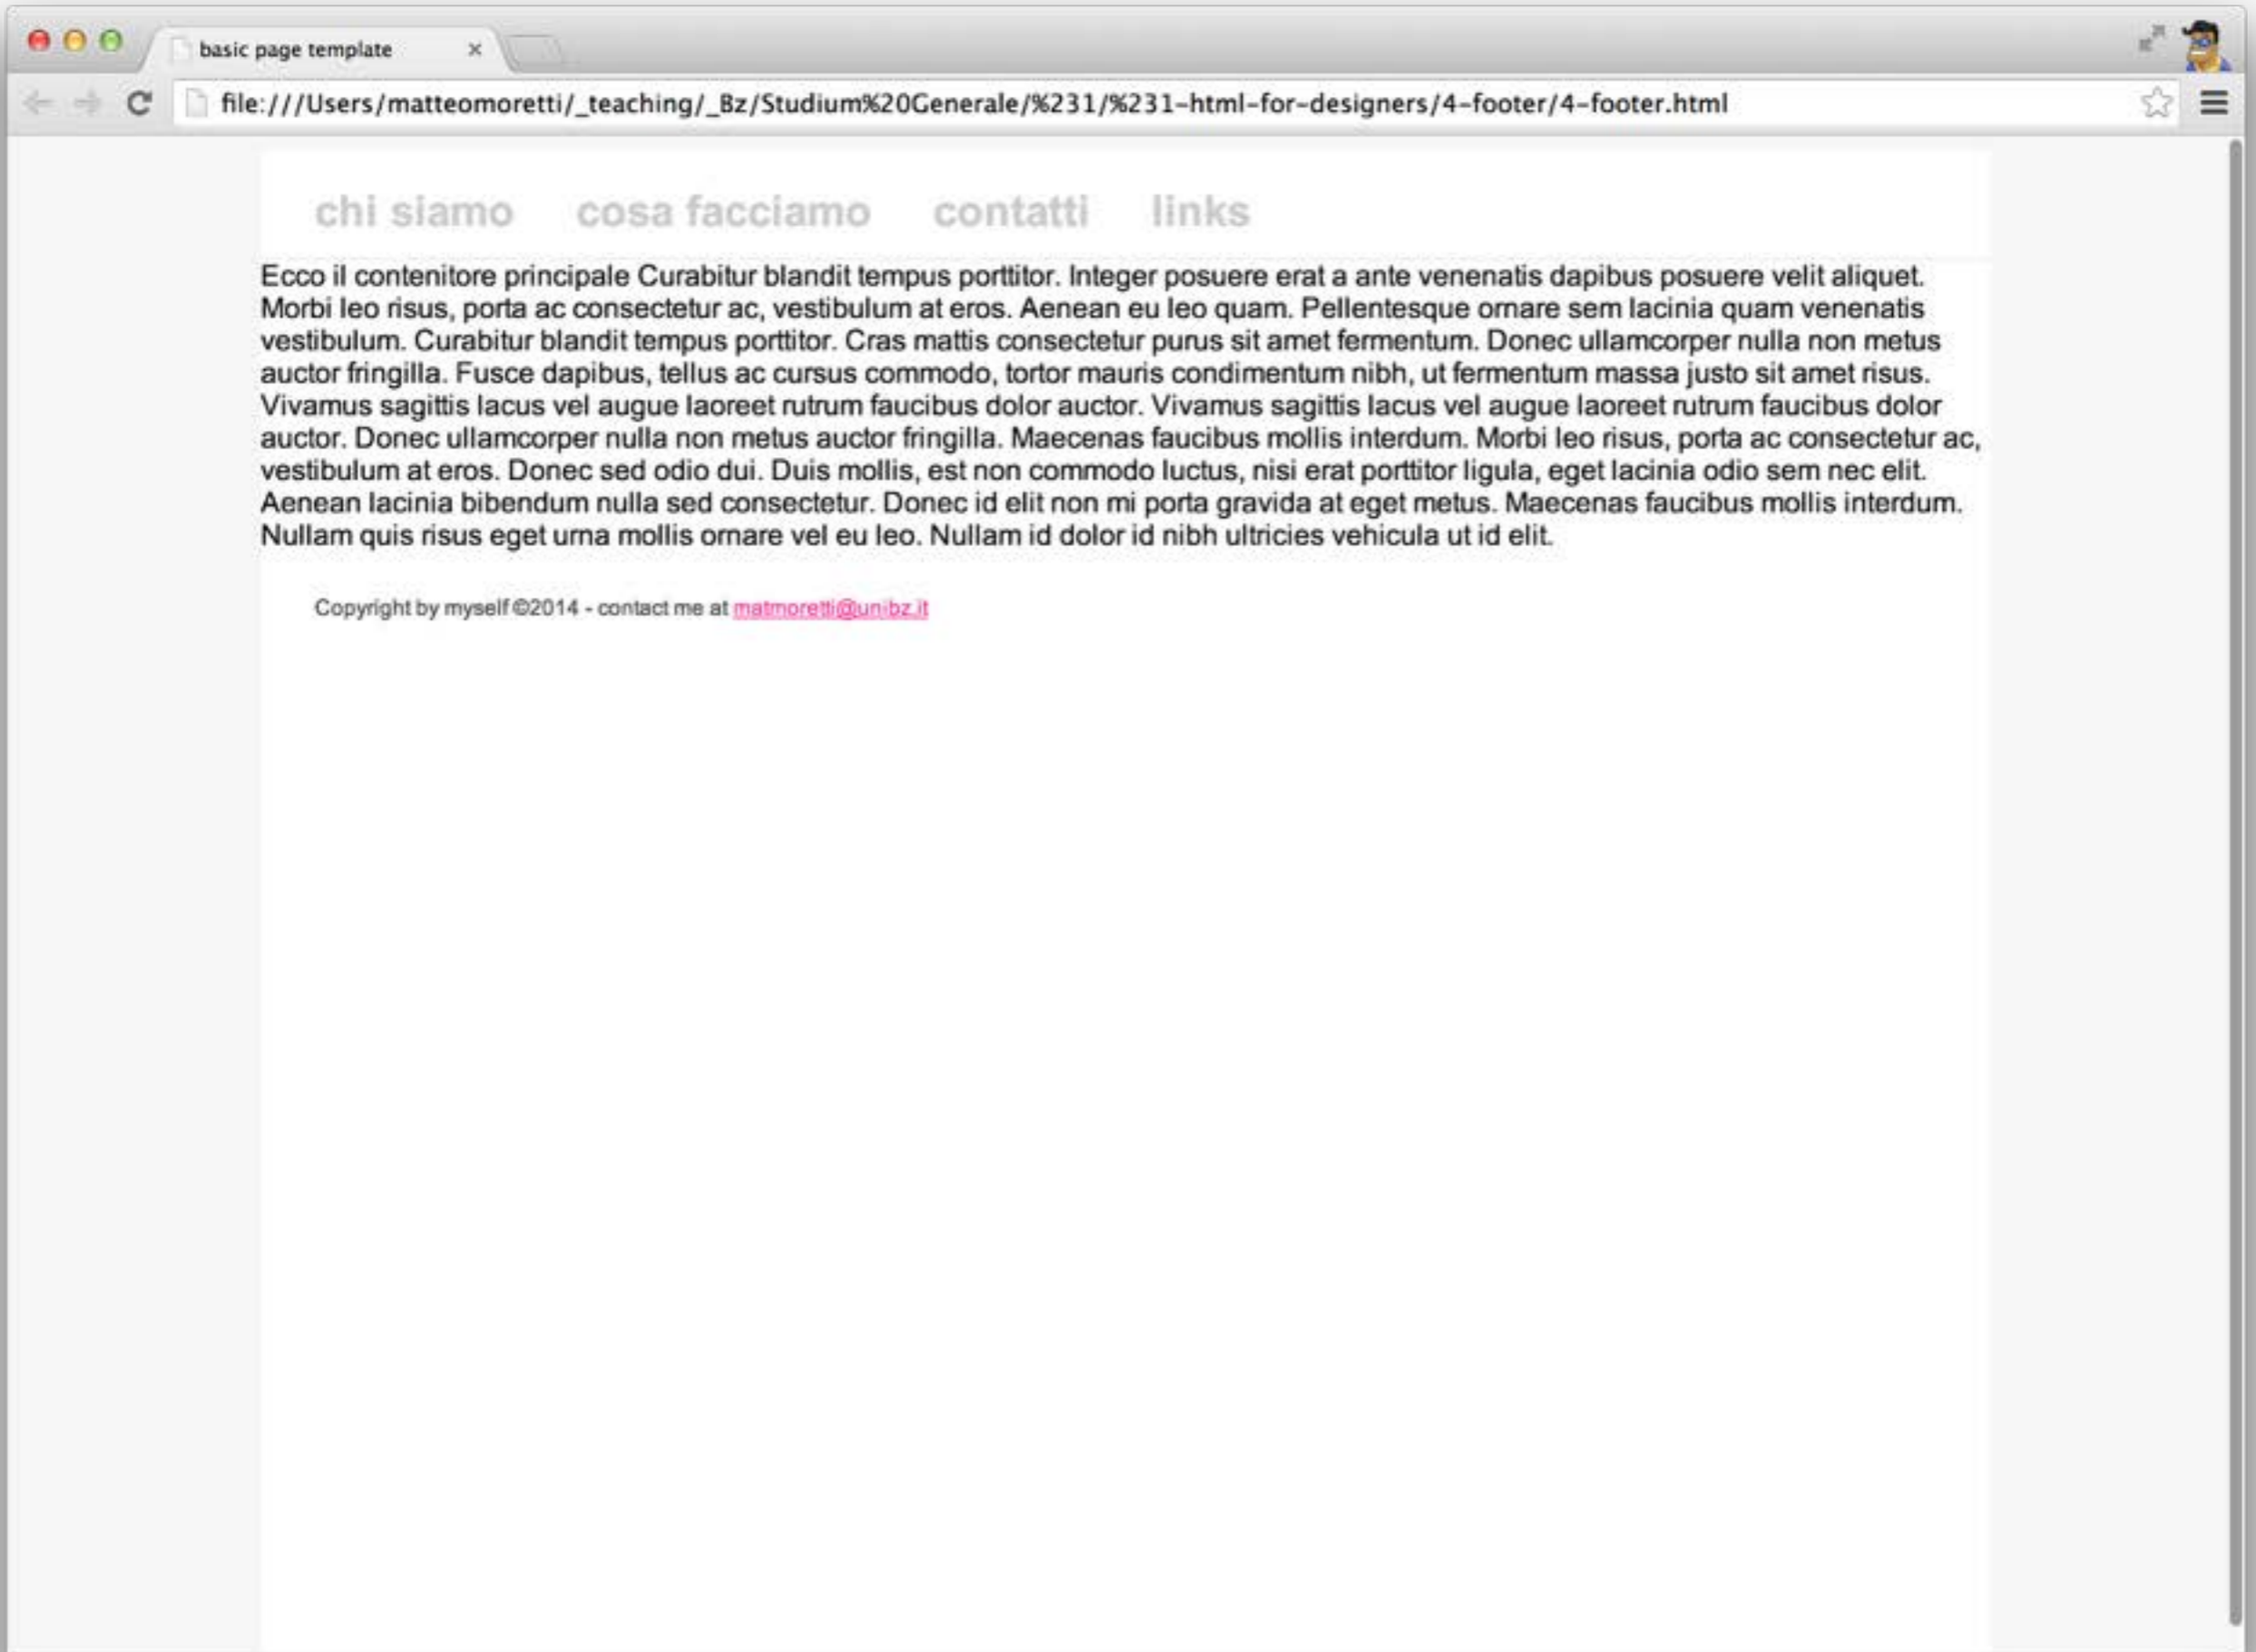 basic page template
file:///Users/matteomoretti/_teaching/_Bz/Studium%20Generale/%231/%231-html-for-designers/4-footer/4-footer.html
chi siamo cosa facciamo contatti links
Ecco il contenitore principale Curabitur blandit tempus porttitor. Integer posuere erat a ante venenatis dapibus posuere velit aliquet.
Morbi leo risus, porta ac consectetur ac, vestibulum at eros. Aenean eu leo quam. Pellentesque ornare sem lacinia quam venenatis
vestibulum. Curabitur blandit tempus porttitor. Cras mattis consectetur purus sit amet fermentum. Donec ullamcorper nulla non metus
auctor fringilla. Fusce dapibus, tellus ac cursus commodo, tortor mauris condimentum nibh, ut fermentum massa justo sit amet risus.
Vivamus sagittis lacus vel augue laoreet rutrum faucibus dolor auctor. Vivamus sagittis lacus vel augue laoreet rutrum faucibus dolor
auctor. Donec ullamcorper nulla non metus auctor fringilla. Maecenas faucibus mollis interdum. Morbi leo risus, porta ac consectetur ac,
vestibulum at eros. Donec sed odio dui. Duis mollis, est non commodo luctus, nisi erat porttitor ligula, eget lacinia odio sem nec elit.
Aenean lacinia bibendum nulla sed consectetur. Donec id elit non mi porta gravida at eget metus. Maecenas faucibus mollis interdum.
Nullam quis risus eget urna mollis ornare vel eu leo. Nullam id dolor id nibh ultricies vehicula ut id elit.
Copyright by myself ©2014 - contact me at matmoretti@unibz.it